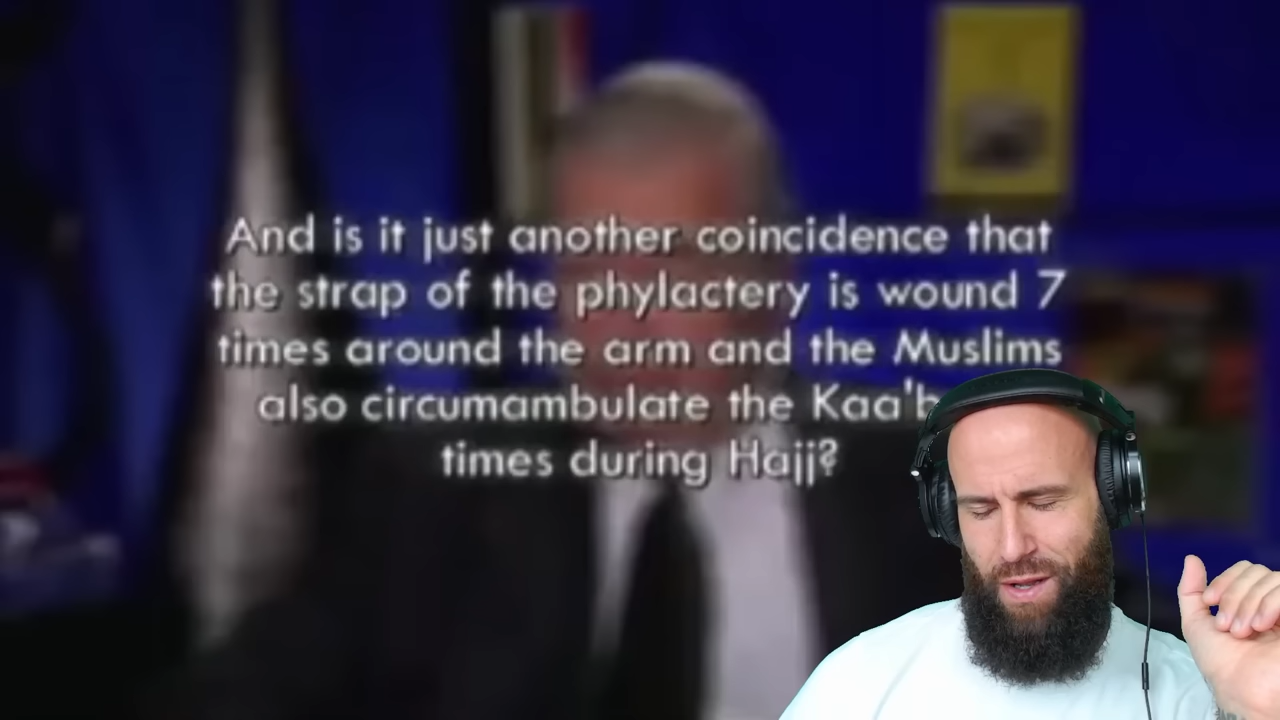 And is it just another coincidence that
the strap of the phylactery is wound 7
times around the arm and the Muslims
also circumambulate the Kaa'b
times during Hajj?